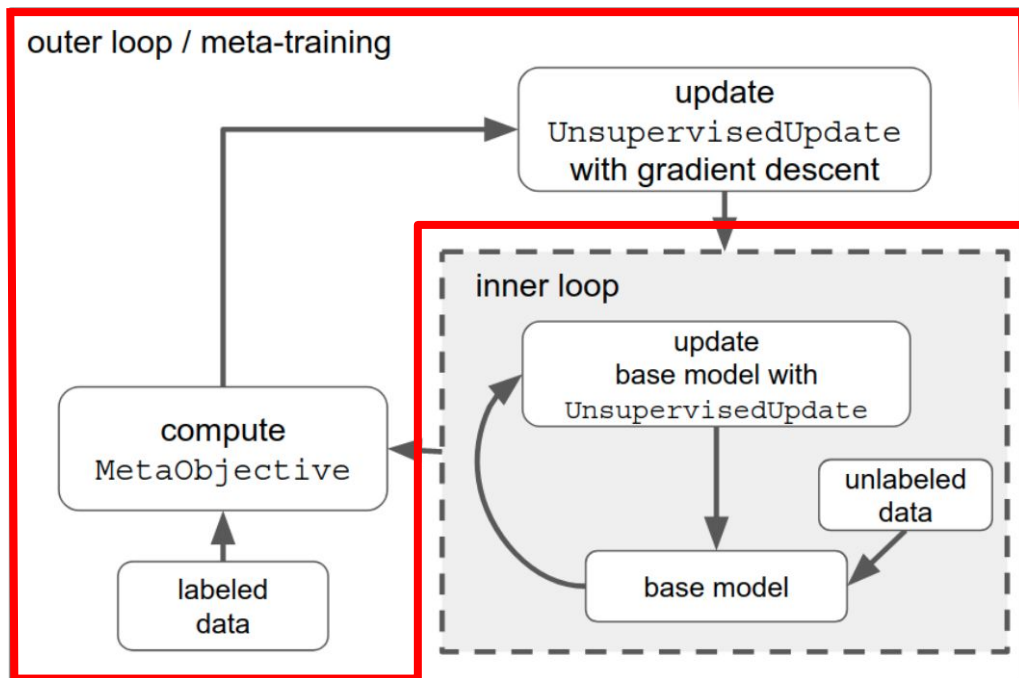 outer loop / meta-training
update
UnsupervisedUpdate
with gradient descent
inner loop
update
base model with
UnsupervisedUpdate
compute
MetaObjective
unlabeled
data
base model
labeled
data